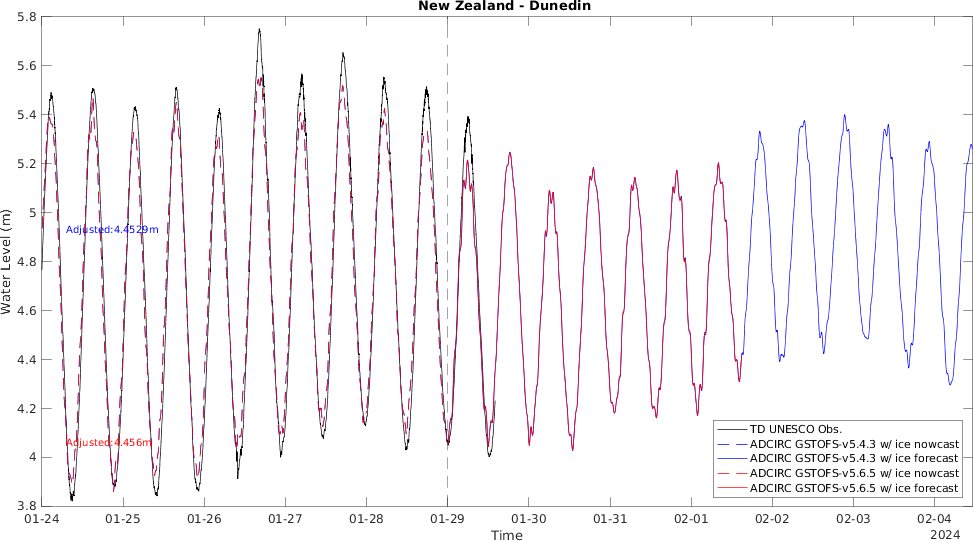 New Zealand - Dunedin
Water Level (m)
5.8
5.6
5.4
5.2
5
4.8
4.6
4.4
4.2
4
3.8
Adjusted:4.4529m
Adjusted:4.456m
TD UNESCO Obs.
ADCIRC GSTOFS-v5.4.3 w/ ice nowcast
ADCIRC GSTOFS-v5.4.3 w/ ice forecast
ADCIRC GSTOFS-v5.6.5 w/ ice nowcast
ADCIRC GSTOFS-v5.6.5 w/ ice forecast
01-24 01-25 01-26 01-27 01-28 01-29 01-30 01-31 02-01 02-02 02-03 02-04
Time
2024